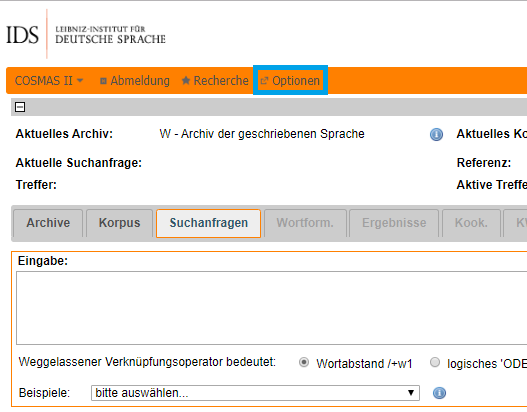 IDS LEIBNIZ-INSTITUT FÜR
DEUTSCHE SPRACHE
COSMAS II Abmeldung Recherche Optionen
Aktuelles Archiv: W - Archiv der geschriebenen Sprache Aktuelles Ko
Aktuelle Suchanfrage: Referenz:
Treffer: Aktive Treffe
Archive Korpus Suchanfragen Wortform. Ergebnisse Kook. KW
Eingabe:
Weggelassener Verknüpfungsoperator bedeutet: Wortabstand /+w1 logisches 'ODE
Beispiele: bitte auswählen...